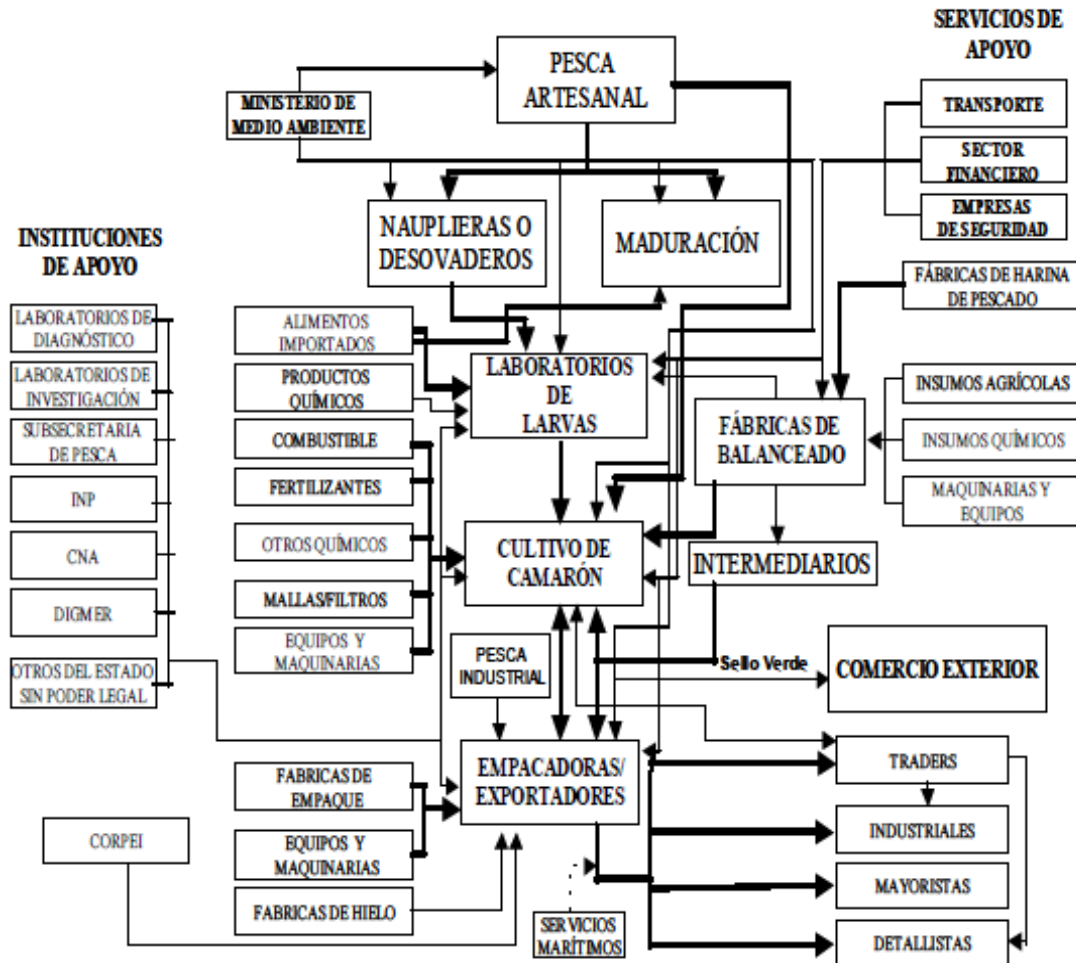 SERVICIOS DE
APOYO
PESCA
ARTESANAL
MINISTERIO DE
MEDIO AMBIENTE
TRANSPORTE
SECTOR
FINANCIERO
EMPRESAS
DE SEGURIDAD
NAUPLIERAS O
DESOVADEROS
MADURACIÓN
INSTITUCIONES
DE APOYO
FÁBRICAS DE HARINA
DE PESCADO
LABORATORIOS DE
DIAGNÓSTICO
LABORATORIOS DE
INVESTIGACIÓN
SUBSECRETARIA
DE PESCA
INP
CNA
DIGMER
OTROS DEL ESTADO
SIN PODER LEGAL
ALIMENTOS
IMPORTADOS
PRODUCTOS
QUÍMICOS
COMBUSTIBLE
FERTILIZANTES
OTROS QUÍMICOS
MALLAS/FILTROS
EQUIPOS Y
MAQUINARIAS
LABORATORIOS
DE
LARVAS
FÁBRICAS DE
BALANCEADO
INSUMOS AGRÍCOLAS
INSUMOS QUÍMICOS
MAQUINARIAS Y
EQUIPOS
CULTIVO DE
CAMARÓN
INTERMEDIARIOS
PESCA
INDUSTRIAL
Sello Verde
COMERCIO EXTERIOR
EMPACADORAS/
EXPORTADORES
TRADERS
INDUSTRIALES
MAYORISTAS
DETALLISTAS
FABRICAS DE
EMPAQUE
EQUIPOS Y
MAQUINARIAS
CORPEI
FABRICAS DE HIELO
SERVICIOS
MARÍTIMOS